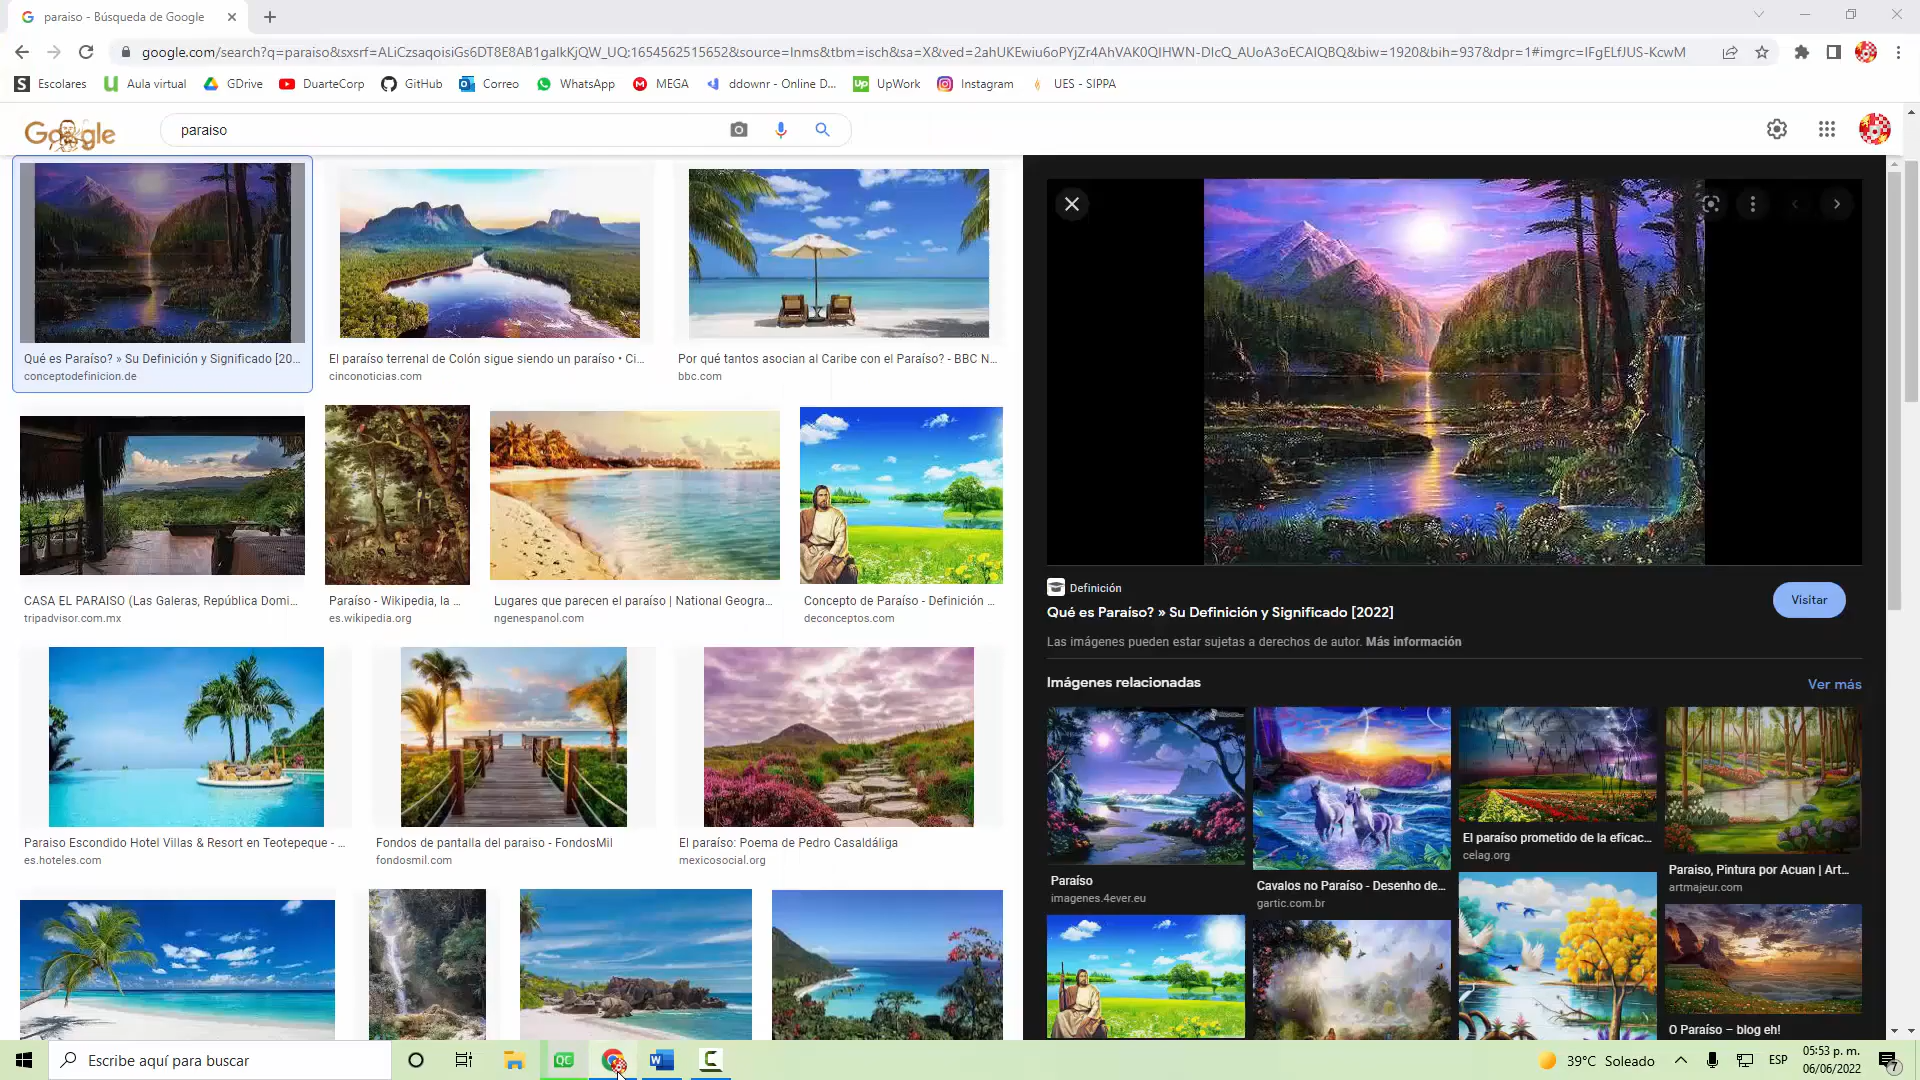 paraiso - Búsqueda de Google
google.com/search?q=paraiso&sxsrf=ALiCzsaqoisiGs6DT8E8AB1galkKjQW_UQ:1654562515652&source=lnms&tbm=isch&sa=X&ved=2ahUKEwiu6oPYjZr4AhVAK0QIHWN-DIcQ_AUoA3oECAIQBQ&biw=1920&bih=937&dpr=1#imgrc=IFgELfJUS-KcwM
Escolares Aula virtual GDrive DuarteCorp GitHub Correo WhatsApp MEGA ddownr - Online D... UpWork Instagram UES - SIPPA
Google paraiso
Qué es Paraíso? » Su Definición y Significado [20...
conceptodefinicion.de
El paraíso terrenal de Colón sigue siendo un paraíso • Ci...
cinconoticias.com
Por qué tantos asocian al Caribe con el Paraíso? - BBC N...
bbc.com
CASA EL PARAISO (Las Galeras, República Domi...
tripadvisor.com.mx
Paraíso - Wikipedia, la ...
es.wikipedia.org
Lugares que parecen el paraíso | National Geogra...
ngenespanol.com
Concepto de Paraíso - Definición ...
deconceptos.com
Paraiso Escondido Hotel Villas & Resort en Teotepeque - ...
es.hoteles.com
Fondos de pantalla del paraiso - FondosMil
fondosmil.com
El paraíso: Poema de Pedro Casaldáliga
mexicosocial.org
Definición
Qué es Paraíso? » Su Definición y Significado [2022]
Visitar
Las imágenes pueden estar sujetas a derechos de autor. Más información
Imágenes relacionadas
Ver más
Paraíso
imagenes.4ever.eu
Cavalos no Paraíso - Desenho de...
gartic.com.br
El paraíso prometido de la eficac...
celag.org
Paraiso, Pintura por Acuan | Art...
artmajeur.com
O Paraíso – blog eh!
Escribe aquí para buscar
39°C Soleado
ESP
05:53 p. m.
06/06/2022
7